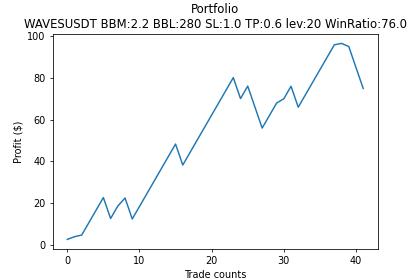 Portfolio
WAVESUSDT BBM:2.2 BBL:280 SL:1.0 TP:0.6 lev:20 WinRatio:76.0
100
80
60
40
20
0
Profit ($)
0 10 20 30 40
Trade counts